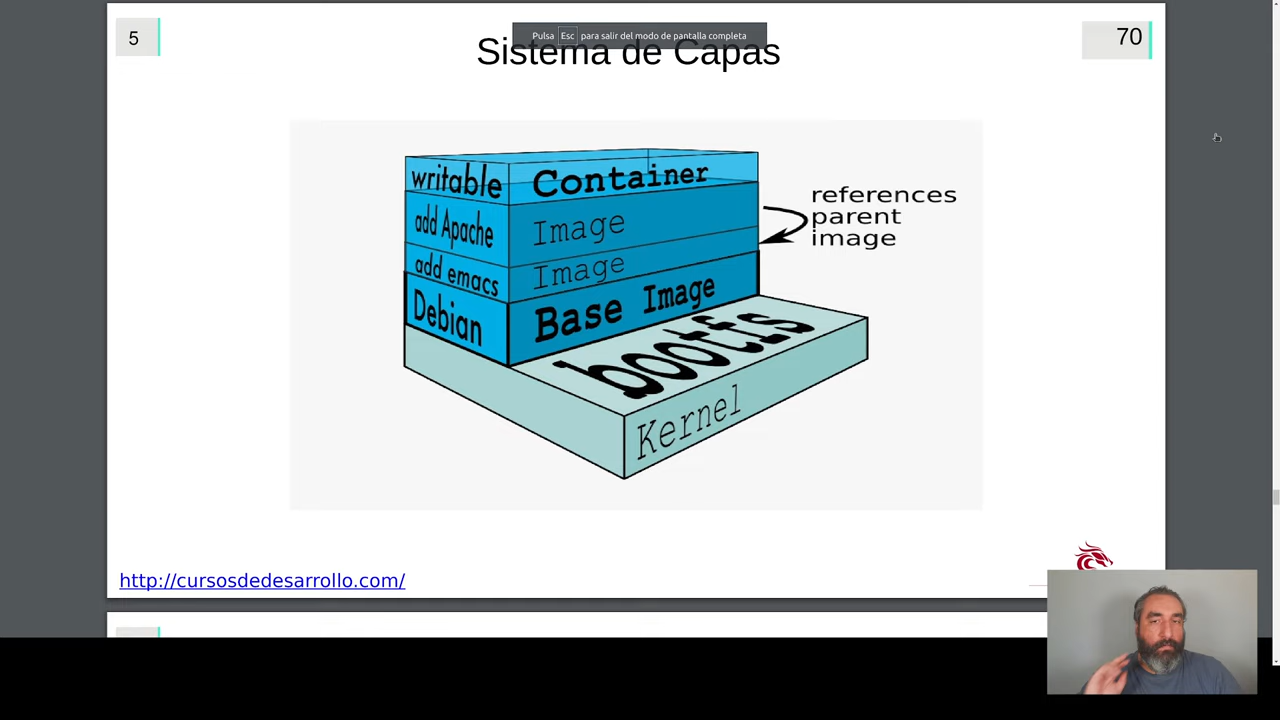 5
Pulsa Esc para salir del modo de pantalla completa
70
Sistema de Capas
writable Container
add Apache Image
add emacs Image
Debian Base Image
references
parent
image
bootfs
Kernel
http://cursosdedesarrollo.com/